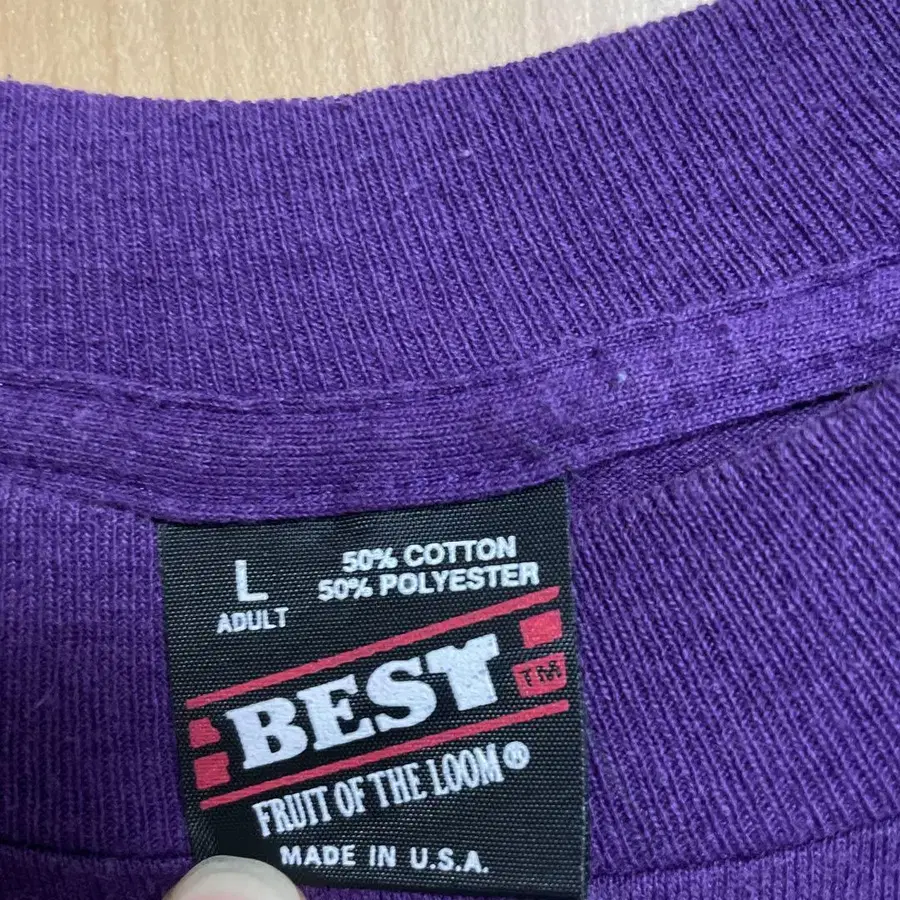 L
ADULT
50% COTTON
50% POLYESTER
BEST TM
FRUIT OF THE LOOM®
MADE IN U.S.A.